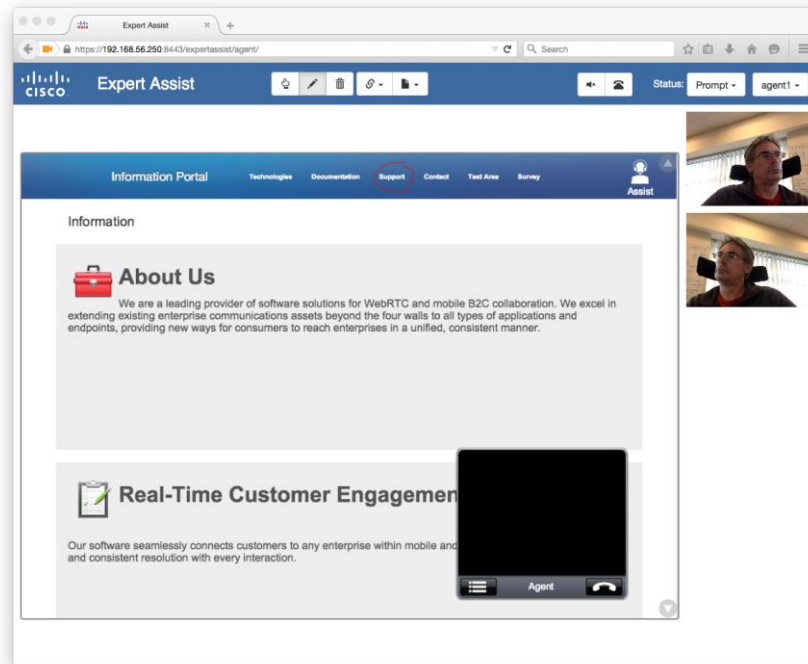 Expert Assist
https://192.168.56.250:8443/expertassist/agent/
Search
CISCO
Expert Assist
Status:
Prompt
agent1
Information Portal
Technologies
Documentation
Support
Contact
Test Area
Survey
Assist
Information
About Us
We are a leading provider of software solutions for WebRTC and mobile B2C collaboration. We excel in
extending existing enterprise communications assets beyond the four walls to all types of applications and
endpoints, providing new ways for consumers to reach enterprises in a unified, consistent manner.
Real-Time Customer Engagemen
Our software seamlessly connects customers to any enterprise within mobile and
and consistent resolution with every interaction.
Agent